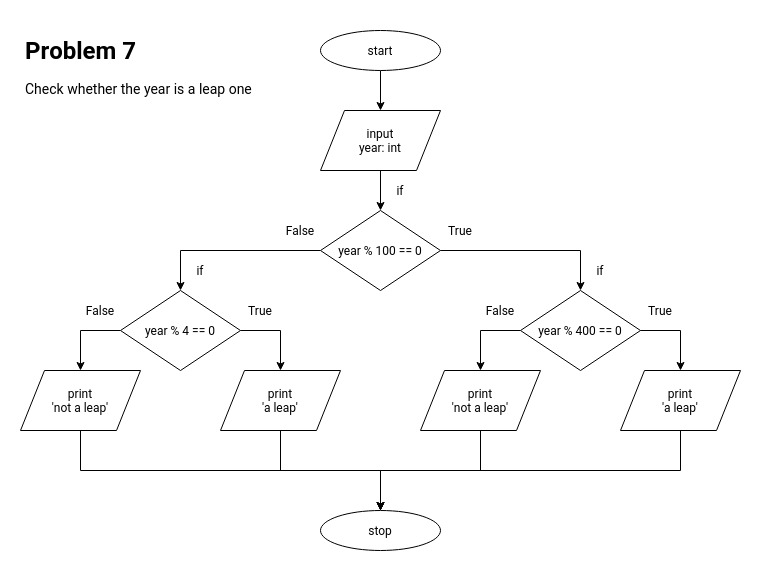 Problem 7
Check whether the year is a leap one
start
input
year: int
if
False
True
year % 100 == 0
if
if
False
True
year % 4 == 0
False
True
year % 400 == 0
print
'not a leap'
print
'a leap'
print
'not a leap'
print
'a leap'
stop